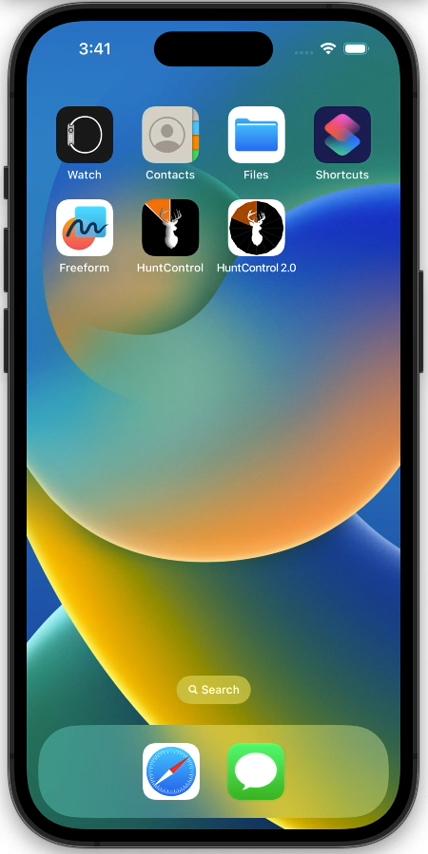 3:41
Watch
Contacts
Files
Shortcuts
Freeform
HuntControl
HuntControl 2.0
Search